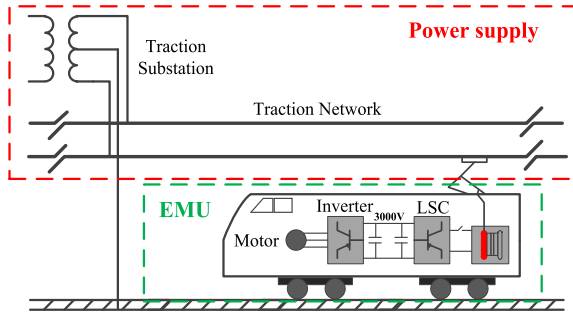 Power supply
Traction
Substation
Traction Network
EMU
Inverter
LSC
3000V
Motor